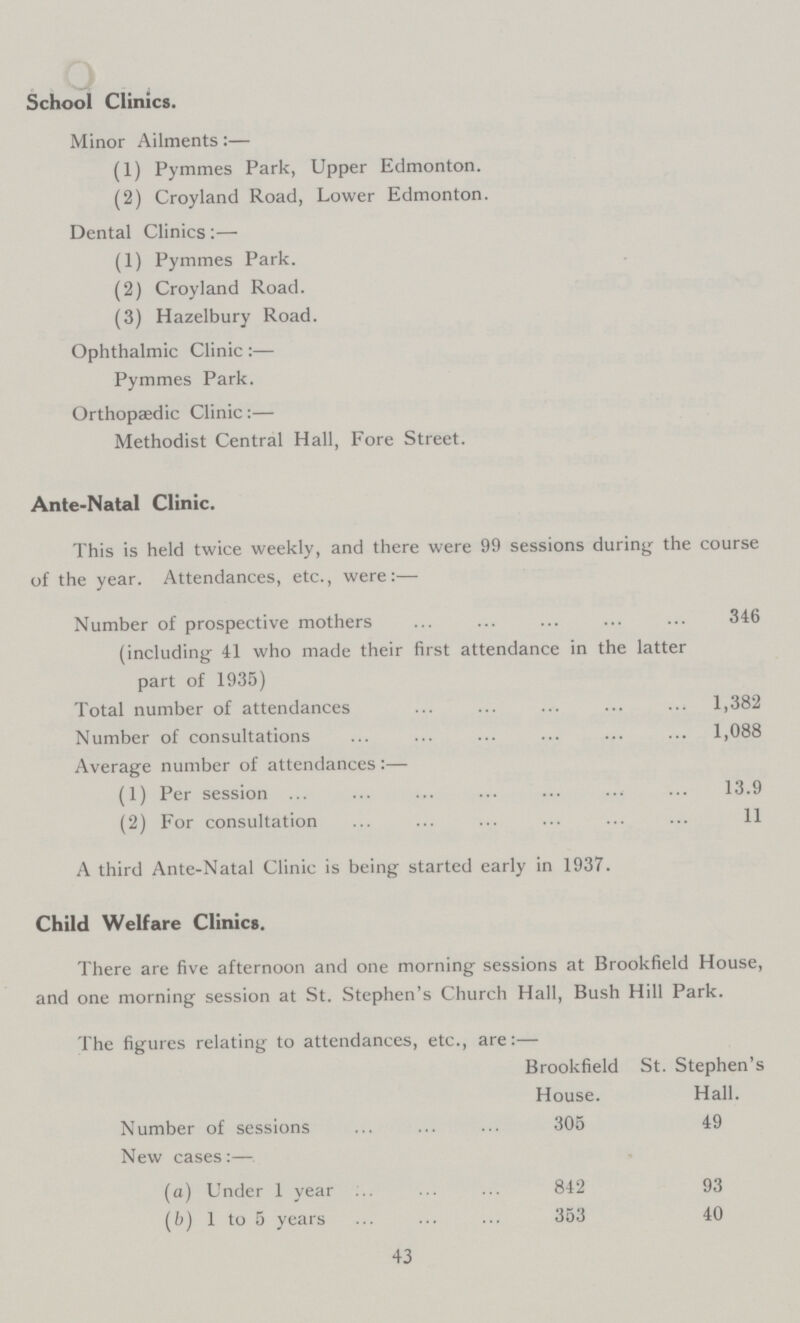 School Clinics.
Minor Ailments:—
(1) Pymmes Park, Upper Edmonton.
(2) Croyland Road, Lower Edmonton.
Dental Clinics:—
(1) Pymmes Park.
(2) Croyland Road.
(3) Hazelbury Road.
Ophthalmic Clinic:—
Pymmes Park.
Orthopædic Clinic:—
Methodist Central Hall, Fore Street.
Ante-Natal Clinic.
This is held twice weekly, and there were 99 sessions during the course
of the year. Attendances, etc., were:—
Number of prospective mothers ... ... ... ... ... 346
(including 41 who made their first attendance in the latter
part of 1935)
Total number of attendances ... ... ... ... ... 1,382
Number of consultations ... ... ... ... ... ... 1,088
Average number of attendances:—
(1) Per session ... ... ... ... ... ... ... 13.9
(2) For consultation ... ... ... ... ... ... 11
A third Ante-Natal Clinic is being started early in 1937.
Child Welfare Clinics.
There are five afternoon and one morning sessions at Brookfield House,
and one morning session at St. Stephen's Church Hall, Bush Hill Park.
The figures relating to attendances, etc., are:—
Brookfield St. Stephen's
House. Hall.
Number of sessions ... ... ... 305 49
New cases:—
(a) Under 1 year ... ... ... 842 93
(b) 1 to 5 years ... ... ... 353 40
43